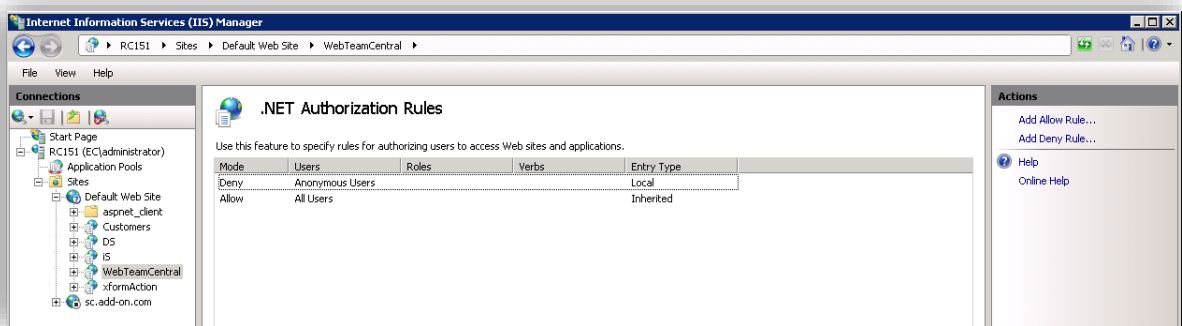 Internet Information Services (IIS) Manager
RC151 Sites Default Web Site WebTeamCentral
File View Help
Connections
Start Page
RC151 (EC\administrator)
Application Pools
Sites
Default Web Site
aspnet_client
Customers
DS
iS
WebTeamCentral
xformAction
sc.add-on.com
.NET Authorization Rules
Use this feature to specify rules for authorizing users to access Web sites and applications.
Mode Users Roles Verbs Entry Type
Deny Anonymous Users Local
Allow All Users Inherited
Actions
Add Allow Rule...
Add Deny Rule...
Help
Online Help